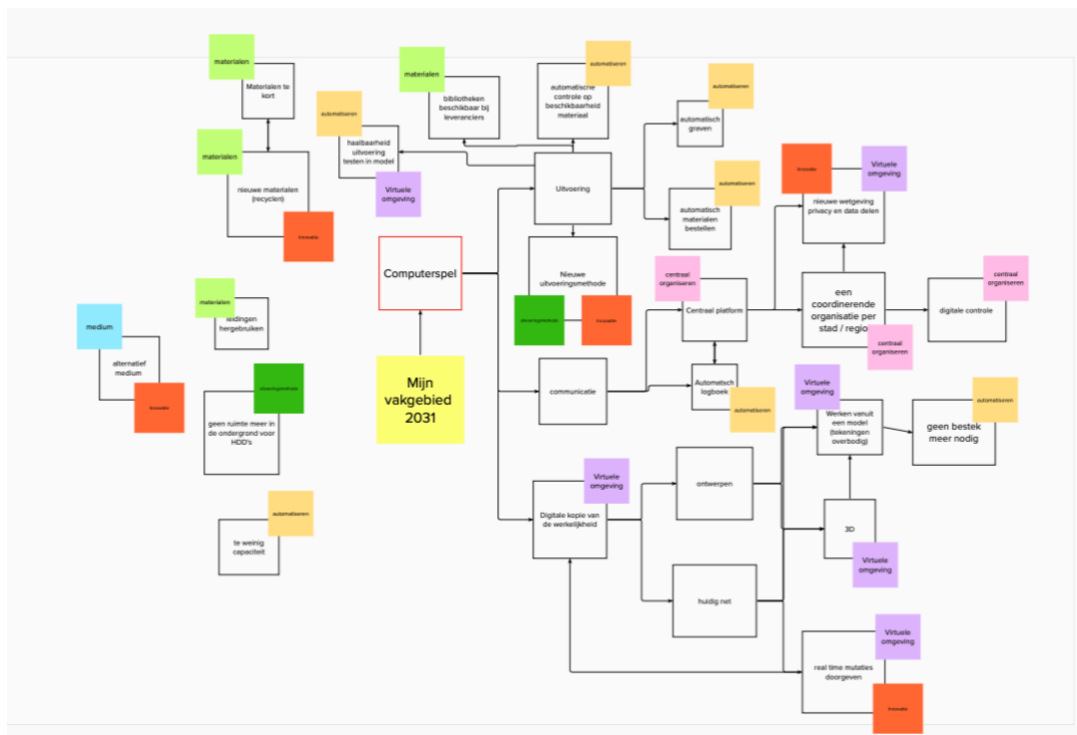 materialen
Materialen te
kort
materialen
nieuwe materialen
(recyclen)
Innovatie
automatiseren
haalbaarheid
uitvoering
testen in model
Virtuele
omgeving
materialen
bibliotheken
beschikbaar bij
leveranciers
automatiseren
automatische
controle op
beschikbaarheid
materiaal
automatiseren
automatisch
graven
Uitvoering
automatiseren
automatisch
materialen
bestellen
Innovatie
Virtuele
omgeving
nieuwe wetgeving
privacy en data delen
Computerspel
Nieuwe
uitvoeringsmethode
uitvoeringsmethode
Innovatie
centraal
organiseren
Centraal platform
een
coordinerende
organisatie per
stad / regio
centraal
organiseren
centraal
organiseren
digitale controle
materialen
leidingen
hergebruiken
medium
alternatief
medium
Innovatie
uitvoeringsmethode
geen ruimte meer in
de ondergrond voor
HDD's
Mijn
vakgebied
2031
communicatie
Automatsch
logboek
automatiseren
Virtuele
omgeving
Werken vanuit
een model
(tekeningen
overbodig)
automatiseren
geen bestek
meer nodig
automatiseren
te weinig
capaciteit
Virtuele
omgeving
Digitale kopie van
de werkelijkheid
ontwerpen
3D
Virtuele
omgeving
huidig net
Virtuele
omgeving
real time mutaties
doorgeven
Innovatie